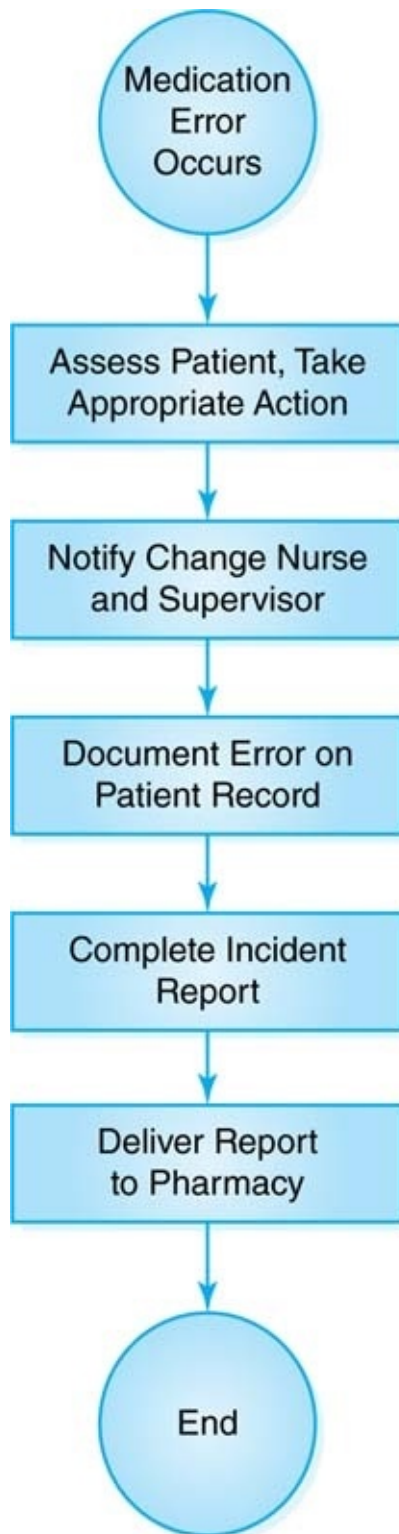 Medication
Error
Occurs
Assess Patient, Take
Appropriate Action
Notify Change Nurse
and Supervisor
Document Error on
Patient Record
Complete Incident
Report
Deliver Report
to Pharmacy
End